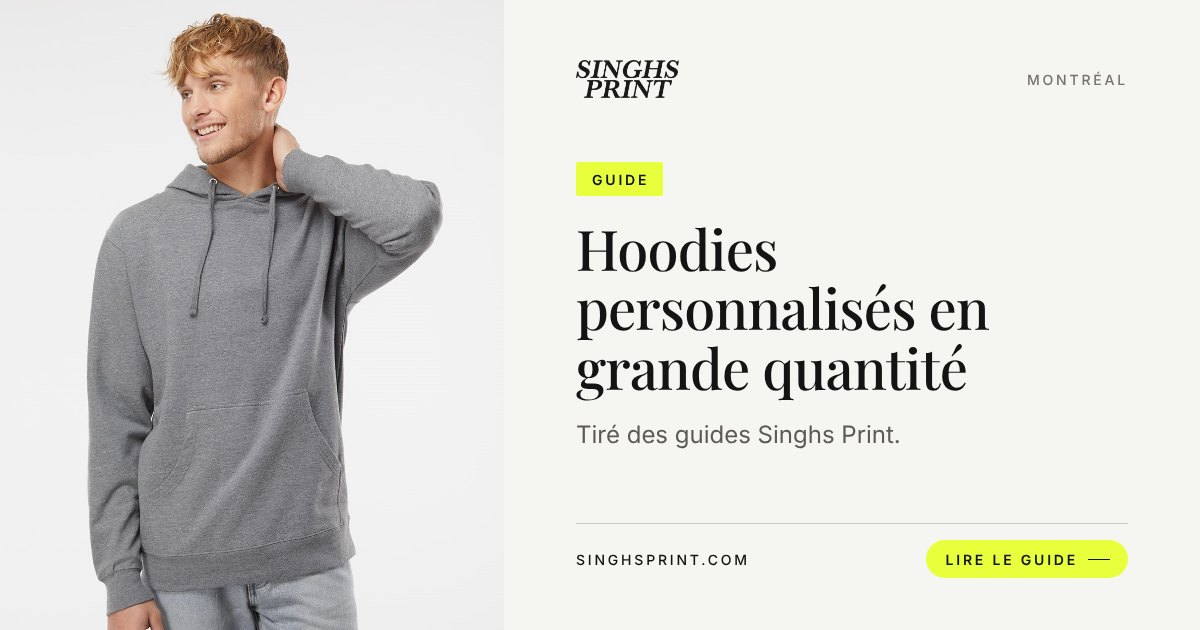 SINGHS
PRINT
MONTRÉAL
GUIDE
Hoodies
personnalisés en
grande quantité
Tiré des guides Singhs Print.
SINGHSPRINT.COM
LIRE LE GUIDE —